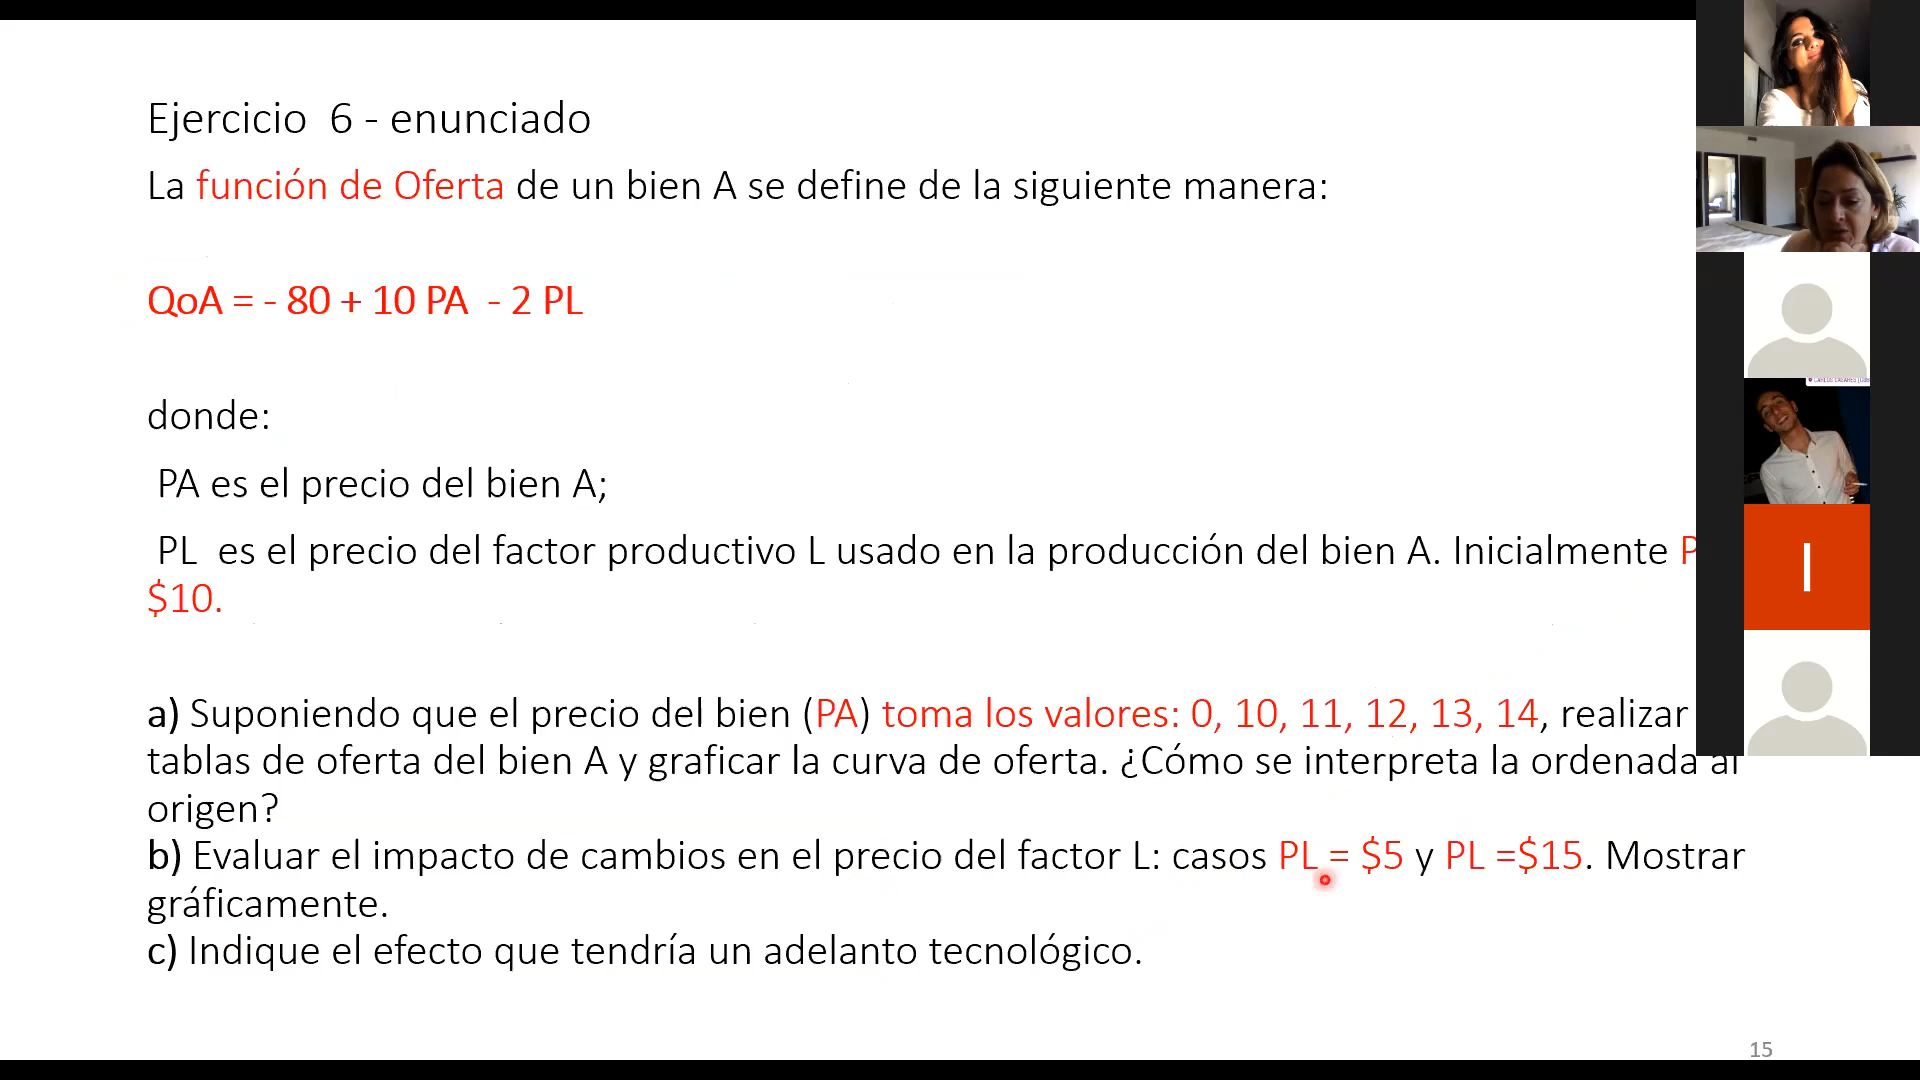 Ejercicio 6 - enunciado
La función de Oferta de un bien A se define de la siguiente manera:
QoA = - 80 + 10 PA - 2 PL
donde:
PA es el precio del bien A;
PL es el precio del factor productivo L usado en la producción del bien A. Inicialmente P
$10.
a) Suponiendo que el precio del bien (PA) toma los valores: 0, 10, 11, 12, 13, 14, realizar
tablas de oferta del bien A y graficar la curva de oferta. ¿Cómo se interpreta la ordenada al
origen?
b) Evaluar el impacto de cambios en el precio del factor L: casos PL = $5 y PL =$15. Mostrar
gráficamente.
c) Indique el efecto que tendría un adelanto tecnológico.
15
I